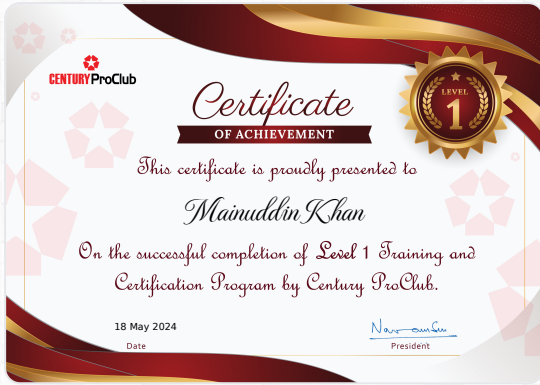 CENTURY ProClub
LEVEL
1
Certificate
OF ACHIEVEMENT
This certificate is proudly presented to
Mainuddin Khan
On the successful completion of Level 1 Training and
Certification Program by Century ProClub.
18 May 2024
Date
President